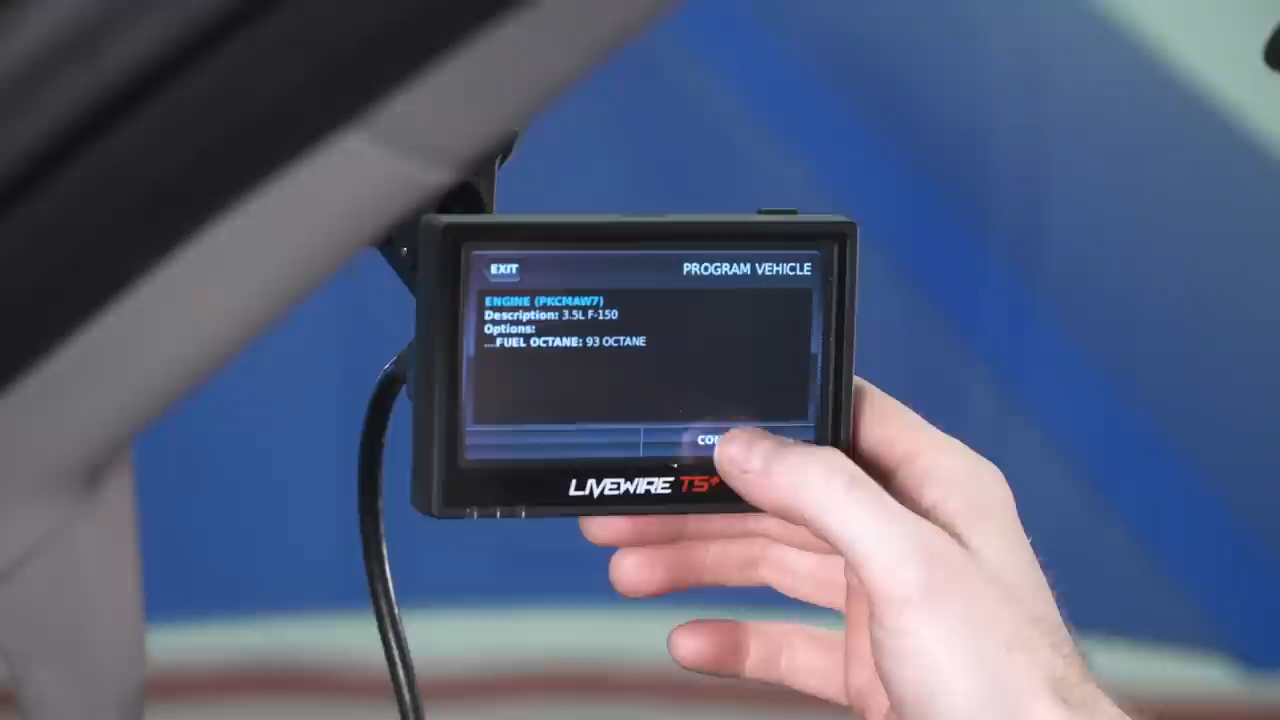 EXIT
PROGRAM VEHICLE
ENGINE (PKCMAW7)
Description: 3.5L F-150
Options:
...FUEL OCTANE: 93 OCTANE
LIVEWIRE TS+